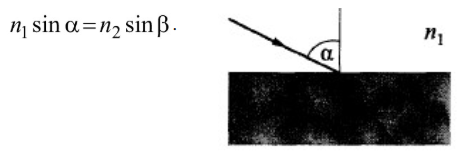 n₁ sin α = n₂ sin β.
n₁
α